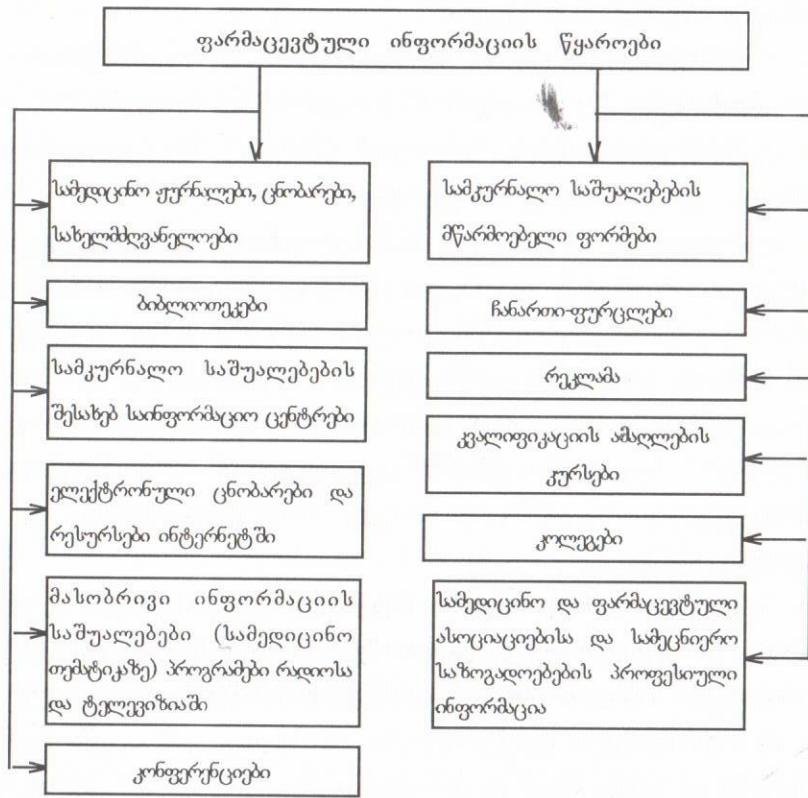 ფარმაცევტული ინფორმაციის წყაროები
სამედიცინო ჟურნალები, ცნობარები,
სახელმძღვანელოები
ბიბლიოთეკები
სამკურნალო საშუალებების
შესახებ საინფორმაციო ცენტრები
ელექტრონული ცნობარები და
რესურსები ინტერნეტში
მასობრივი ინფორმაციის
საშუალებები (სამედიცინო
თემატიკაზე) პროგრამები რადიოსა
და ტელევიზიაში
კონფერენციები
სამკურნალო საშუალებების
მწარმოებელი ფორმები
ჩანართი-ფურცლები
რეკლამა
კვალიფიკაციის ამაღლების
კურსები
კოლეგები
სამედიცინო და ფარმაცევტული
ასოციაციებისა და სამეცნიერო
საზოგადოებების პროფესიული
ინფორმაცია